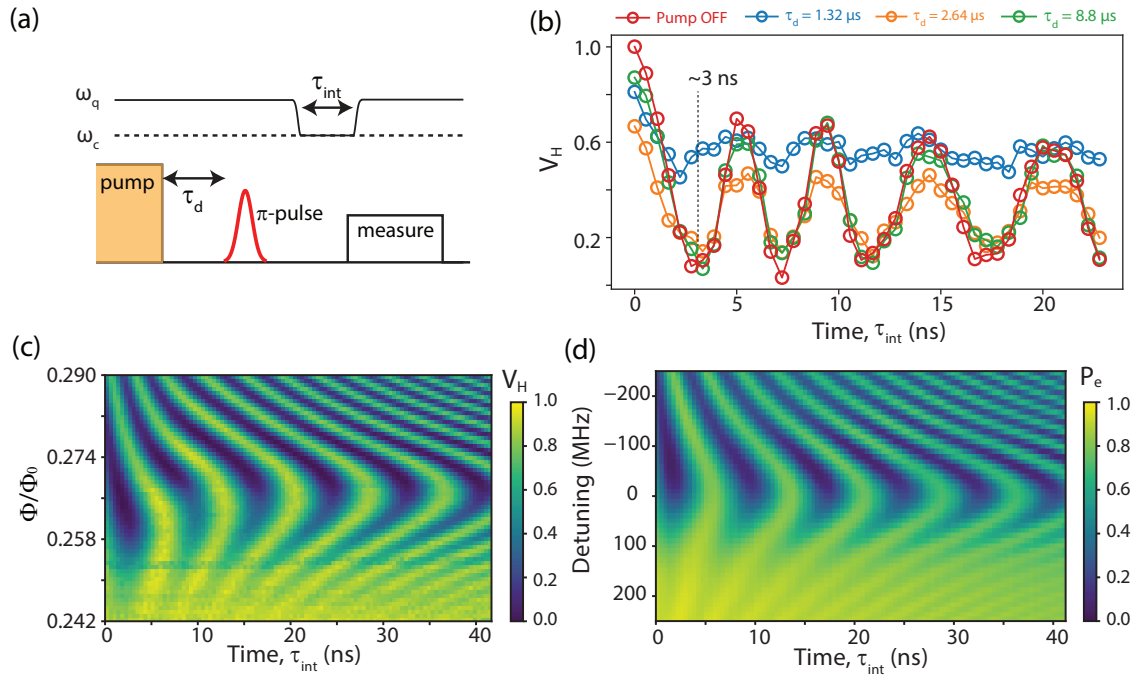 (a)
ω_q
τ_int
ω_c
pump
τ_d
π-pulse
measure
(b)
Pump OFF
τ_d = 1.32 μs
τ_d = 2.64 μs
τ_d = 8.8 μs
~3 ns
V_H
1.0
0.6
0.2
0
5
10
15
20
Time, τ_int (ns)
(c)
V_H
Φ/Φ₀
0.290
0.274
0.258
0.242
0
10
20
30
40
Time, τ_int (ns)
1.0
0.8
0.6
0.4
0.2
0.0
(d)
P_e
Detuning (MHz)
−200
−100
0
100
200
0
10
20
30
40
Time, τ_int (ns)
1.0
0.8
0.6
0.4
0.2
0.0